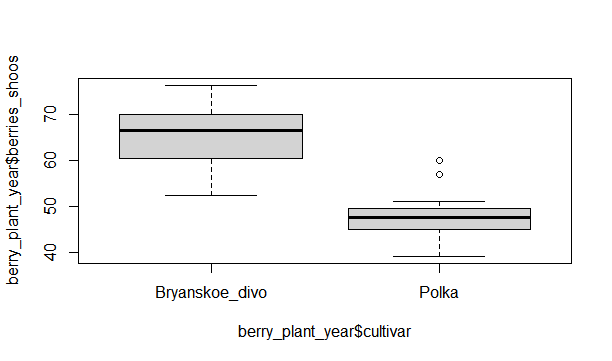 berry_plant_year$berries_shoos
70
60
50
40
Bryanskoe_divo
Polka
berry_plant_year$cultivar